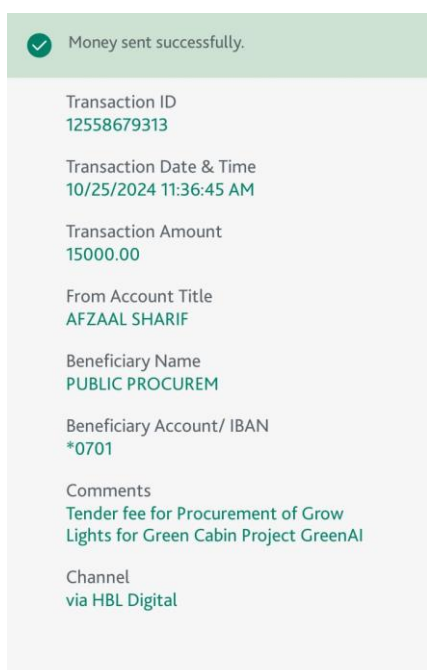 Money sent successfully.
Transaction ID
12558679313
Transaction Date & Time
10/25/2024 11:36:45 AM
Transaction Amount
15000.00
From Account Title
AFZAAL SHARIF
Beneficiary Name
PUBLIC PROCUREM
Beneficiary Account/ IBAN
*0701
Comments
Tender fee for Procurement of Grow
Lights for Green Cabin Project GreenAI
Channel
via HBL Digital